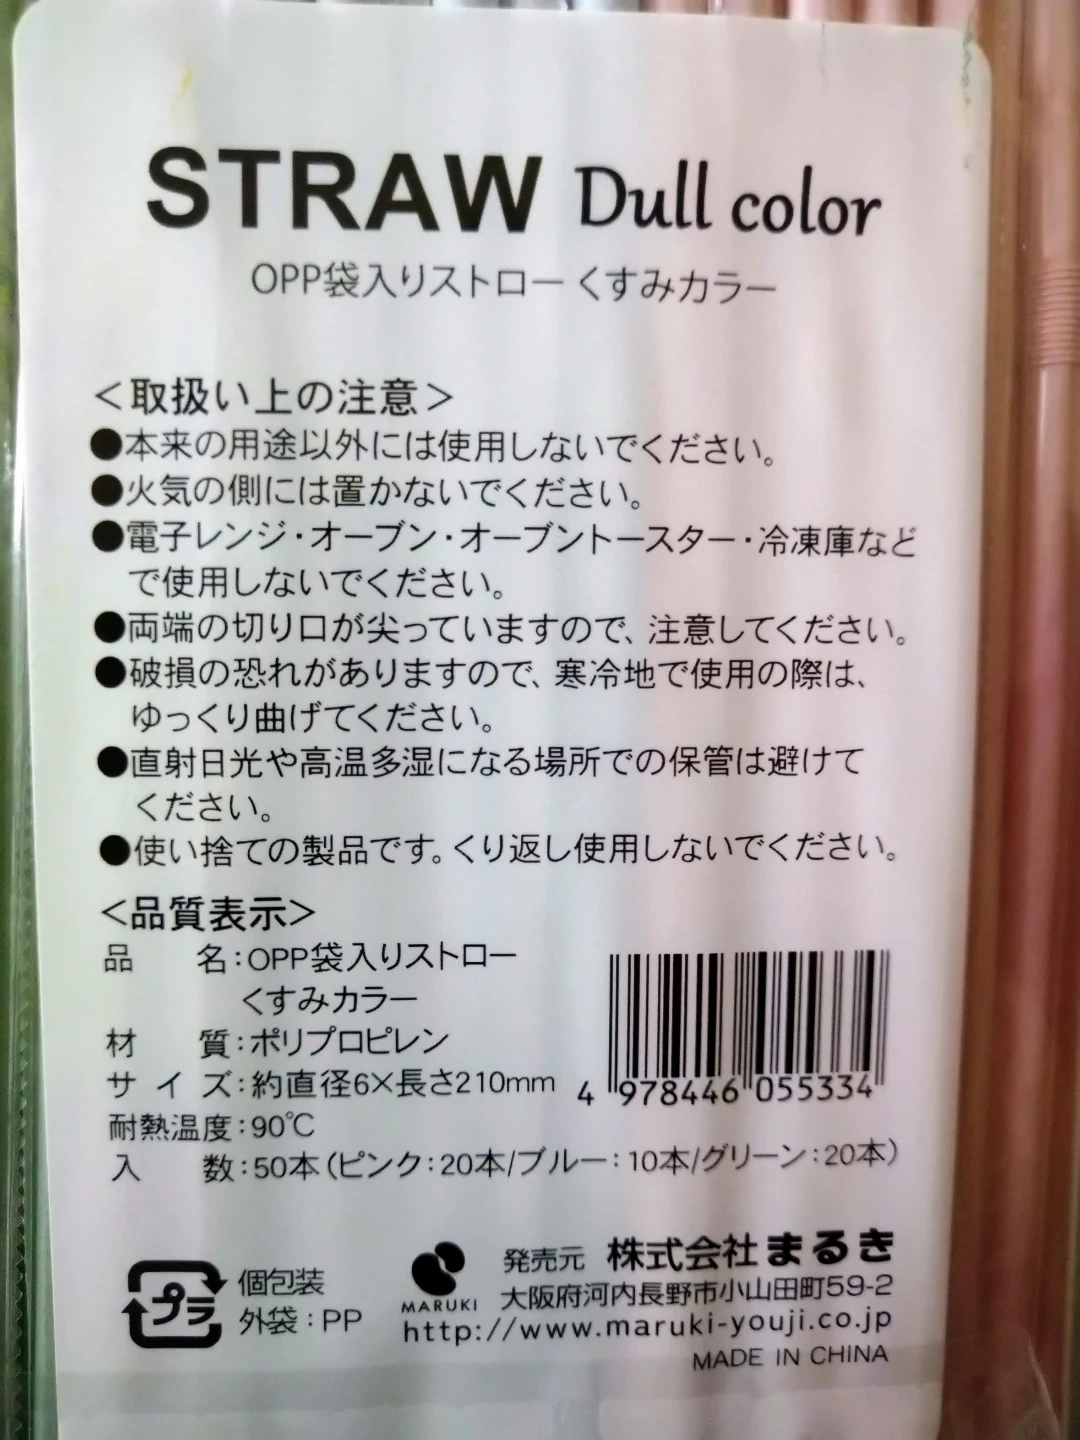 STRAW Dull color
OPP袋入りストロー くすみカラー
＜取扱い上の注意＞
●本来の用途以外には使用しないでください。
●火気の側には置かないでください。
●電子レンジ・オーブン・オーブントースター・冷凍庫など
で使用しないでください。
●両端の切り口が尖っていますので、注意してください。
●破損の恐れがありますので、寒冷地で使用の際は、
ゆっくり曲げてください。
●直射日光や高温多湿になる場所での保管は避けて
ください。
●使い捨ての製品です。くり返し使用しないでください。
＜品質表示＞
品　　名：OPP袋入りストロー
くすみカラー
材　　質：ポリプロピレン
サ イ ズ：約直径6×長さ210mm
耐熱温度：90℃
入　　数：50本（ピンク：20本/ブルー：10本/グリーン：20本）
4 978446 055334
プラ
個包装
外袋：PP
MARUKI
発売元 株式会社まるき
大阪府河内長野市小山田町59-2
http://www.maruki-youji.co.jp
MADE IN CHINA